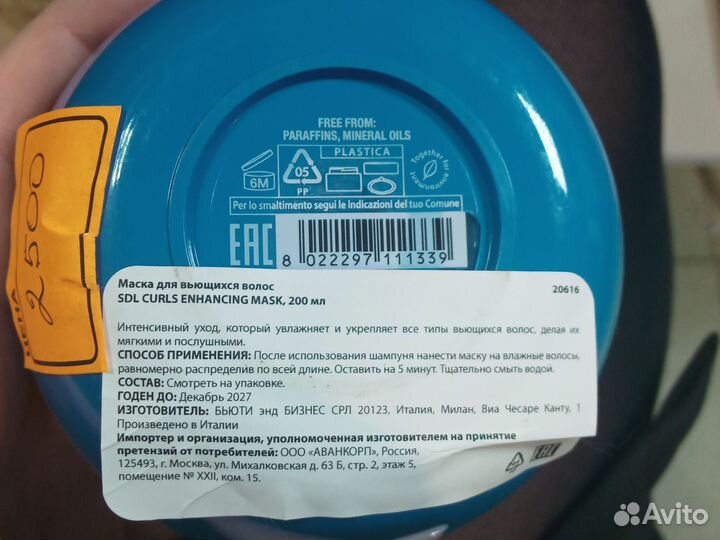 FREE FROM:
PARAFFINS, MINERAL OILS
PLASTICA
6M
05
PP
Together for environment
Per lo smaltimento segui le indicazioni del tuo Comune
EAC
8 022297 111339
ЦЕНА
2500
Маска для вьющихся волос
SDL CURLS ENHANCING MASK, 200 мл
20616
Интенсивный уход, который увлажняет и укрепляет все типы вьющихся волос, делая их
мягкими и послушными.
СПОСОБ ПРИМЕНЕНИЯ: После использования шампуня нанести маску на влажные волосы,
равномерно распределив по всей длине. Оставить на 5 минут. Тщательно смыть водой.
СОСТАВ: Смотреть на упаковке.
ГОДЕН ДО: Декабрь 2027
ИЗГОТОВИТЕЛЬ: БЬЮТИ энд БИЗНЕС СРЛ 20123, Италия, Милан, Виа Чесаре Канту, 1
Произведено в Италии
Импортер и организация, уполномоченная изготовителем на принятие
претензий от потребителей: ООО «АВАНКОРП», Россия,
125493, г. Москва, ул. Михалковская д. 63 Б, стр. 2, этаж 5,
помещение № XXII, ком. 15.
EAC
Avito